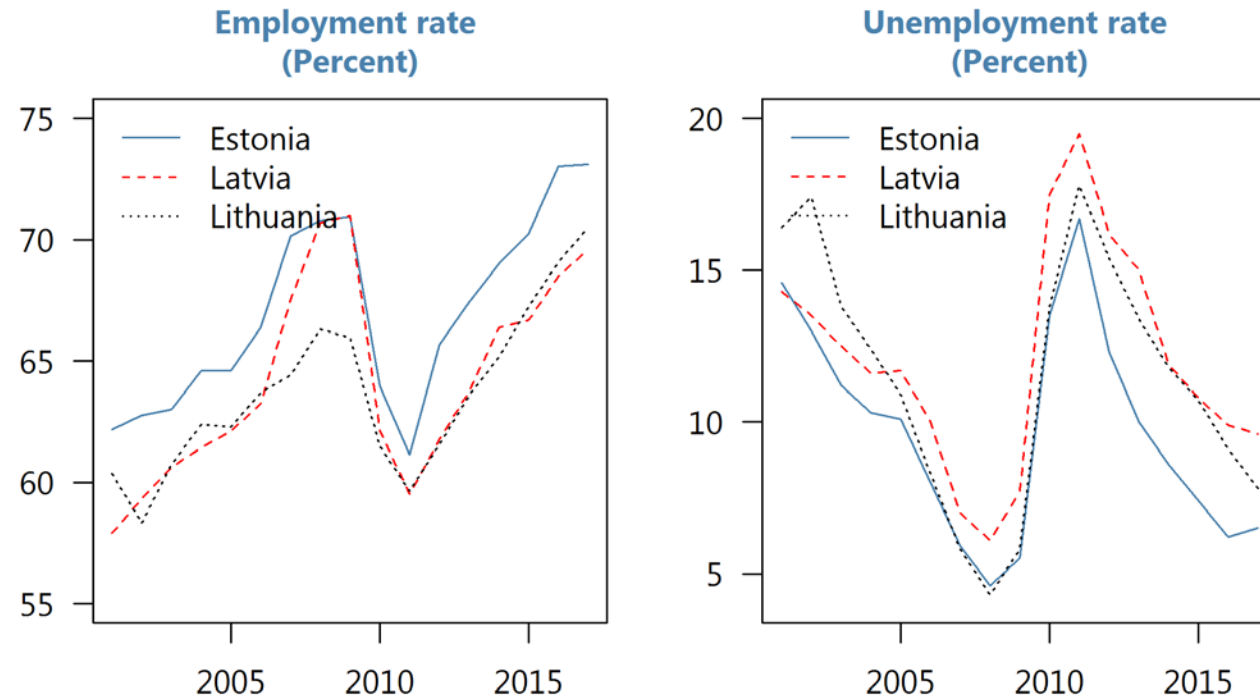 Employment rate
(Percent)
75
70
65
60
55
Estonia
Latvia
Lithuania
2005
2010
2015
Unemployment rate
(Percent)
20
15
10
5
Estonia
Latvia
Lithuania
2005
2010
2015